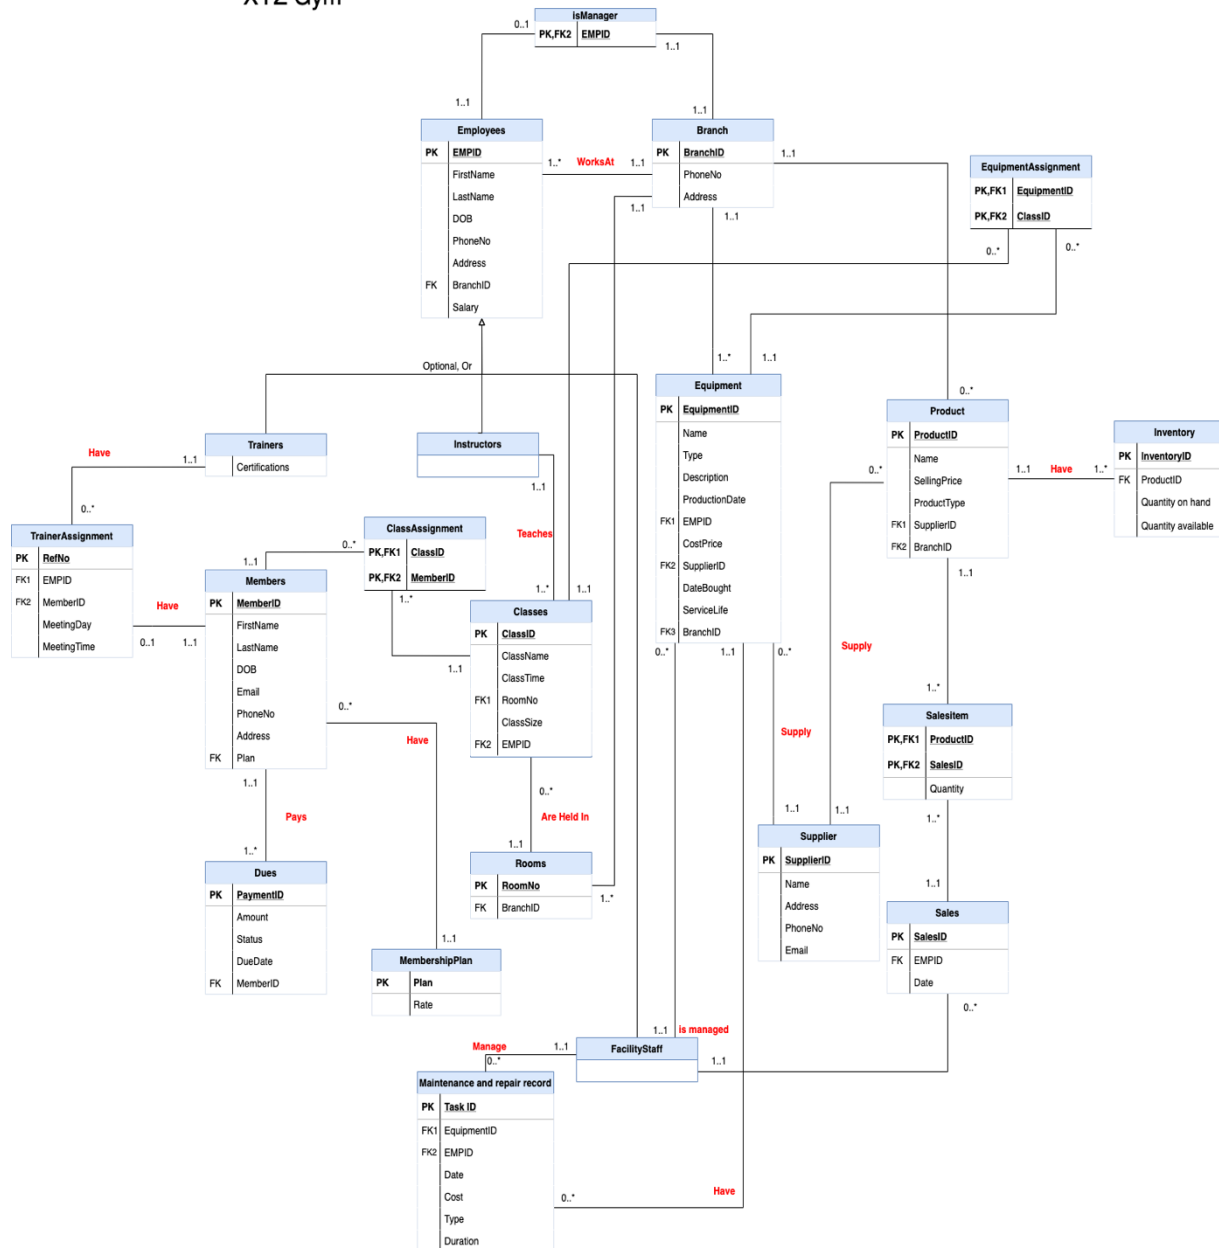 XYZ Gym
isManager
PK,FK2 EMPID
0..1
1..1
1..1
1..1
Employees
PK EMPID
FirstName
LastName
DOB
PhoneNo
Address
FK BranchID
Salary
1..* WorksAt 1..1
Branch
PK BranchID
PhoneNo
Address
1..1
1..1
1..1
EquipmentAssignment
PK,FK1 EquipmentID
PK,FK2 ClassID
0..*
0..*
Optional, Or
1..*
1..1
0..*
Trainers
Certifications
Have
1..1
0..*
Instructors
1..1
Teaches
1..*
1..1
Equipment
PK EquipmentID
Name
Type
Description
ProductionDate
FK1 EMPID
CostPrice
FK2 SupplierID
DateBought
ServiceLife
FK3 BranchID
0..*
1..1
0..*
Product
PK ProductID
Name
SellingPrice
ProductType
FK1 SupplierID
FK2 BranchID
0..*
1..1 Have 1..*
1..1
Inventory
PK InventoryID
FK ProductID
Quantity on hand
Quantity available
TrainerAssignment
PK RefNo
FK1 EMPID
FK2 MemberID
MeetingDay
MeetingTime
Have
0..1
1..1
ClassAssignment
PK,FK1 ClassID
PK,FK2 MemberID
0..*
1..1
1..*
1..1
Members
PK MemberID
FirstName
LastName
DOB
Email
PhoneNo
Address
FK Plan
0..*
Have
1..1
1..1
Pays
1..*
Classes
PK ClassID
ClassName
ClassTime
FK1 RoomNo
ClassSize
FK2 EMPID
0..*
Are Held In
1..1
Supply
Supply
1..1
1..1
1..*
Salesitem
PK,FK1 ProductID
PK,FK2 SalesID
Quantity
1..*
1..1
Dues
PK PaymentID
Amount
Status
DueDate
FK MemberID
Rooms
PK RoomNo
FK BranchID
1..*
Supplier
PK SupplierID
Name
Address
PhoneNo
Email
Sales
PK SalesID
FK EMPID
Date
0..*
MembershipPlan
PK Plan
Rate
1..1 is managed
Manage
1..1
0..*
FacilityStaff
1..1
Maintenance and repair record
PK Task ID
FK1 EquipmentID
FK2 EMPID
Date
Cost
Type
Duration
0..*
Have